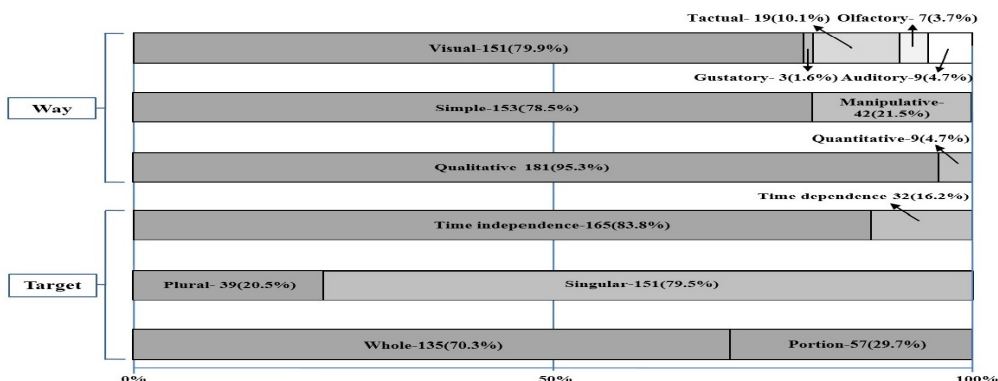 Tactual- 19(10.1%) Olfactory- 7(3.7%)
Visual-151(79.9%)
Gustatory- 3(1.6%) Auditory-9(4.7%)
Way
Simple-153(78.5%)
Manipulative-
42(21.5%)
Quantitative-9(4.7%)
Qualitative 181(95.3%)
Time dependence 32(16.2%)
Time independence-165(83.8%)
Target
Plural- 39(20.5%)
Singular-151(79.5%)
Whole-135(70.3%)
Portion-57(29.7%)
0% 50% 100%